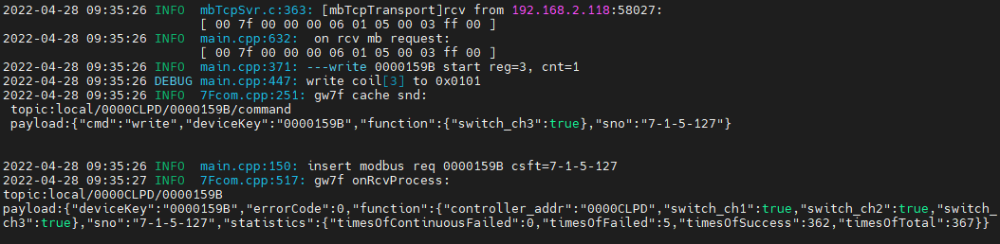 2022-04-28 09:35:26 INFO  mbTcpSvr.c:363: [mbTcpTransport]rcv from 192.168.2.118:58027:
[ 00 7f 00 00 00 06 01 05 00 03 ff 00 ]
2022-04-28 09:35:26 INFO  main.cpp:632:  on rcv mb request:
[ 00 7f 00 00 00 06 01 05 00 03 ff 00 ]
2022-04-28 09:35:26 INFO  main.cpp:371: ---write 0000159B start reg=3, cnt=1
2022-04-28 09:35:26 DEBUG main.cpp:447: write coil[3] to 0x0101
2022-04-28 09:35:26 INFO  7Fcom.cpp:251: gw7f cache snd:
topic:local/0000CLPD/0000159B/command
payload:{"cmd":"write","deviceKey":"0000159B","function":{"switch_ch3":true},"sno":"7-1-5-127"}
2022-04-28 09:35:26 INFO  main.cpp:150: insert modbus req 0000159B csft=7-1-5-127
2022-04-28 09:35:27 INFO  7Fcom.cpp:517: gw7f onRcvProcess:
topic:local/0000CLPD/0000159B
payload:{"deviceKey":"0000159B","errorCode":0,"function":{"controller_addr":"0000CLPD","switch_ch1":true,"switch_ch2":true,"switch_
ch3":true},"sno":"7-1-5-127","statistics":{"timesOfContinuousFailed":0,"timesOfFailed":5,"timesOfSuccess":362,"timesOfTotal":367}}